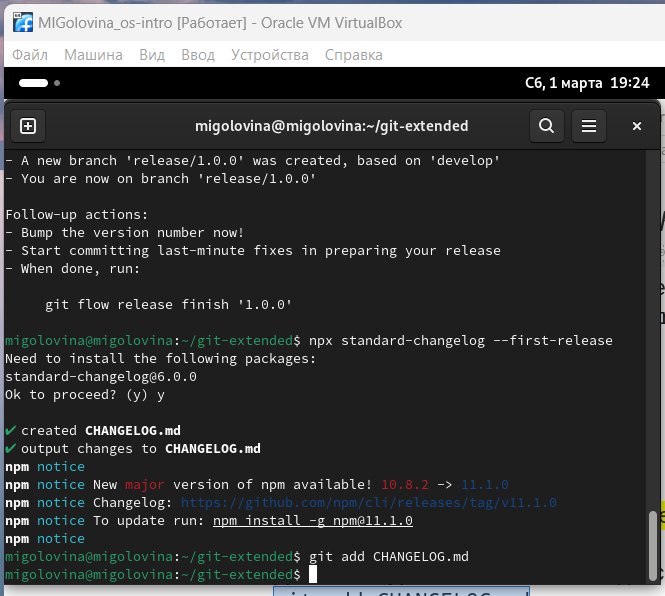 MIGolovina_os-intro [Работает] - Oracle VM VirtualBox
Файл Машина Вид Ввод Устройства Справка
Сб, 1 марта 19:24
migolovina@migolovina:~/git-extended
- A new branch 'release/1.0.0' was created, based on 'develop'
- You are now on branch 'release/1.0.0'
Follow-up actions:
- Bump the version number now!
- Start committing last-minute fixes in preparing your release
- When done, run:
git flow release finish '1.0.0'
migolovina@migolovina:~/git-extended$ npx standard-changelog --first-release
Need to install the following packages:
standard-changelog@6.0.0
Ok to proceed? (y) y
✔ created CHANGELOG.md
✔ output changes to CHANGELOG.md
npm notice
npm notice New major version of npm available! 10.8.2 -> 11.1.0
npm notice Changelog: https://github.com/npm/cli/releases/tag/v11.1.0
npm notice To update run: npm install -g npm@11.1.0
npm notice
migolovina@migolovina:~/git-extended$ git add CHANGELOG.md
migolovina@migolovina:~/git-extended$